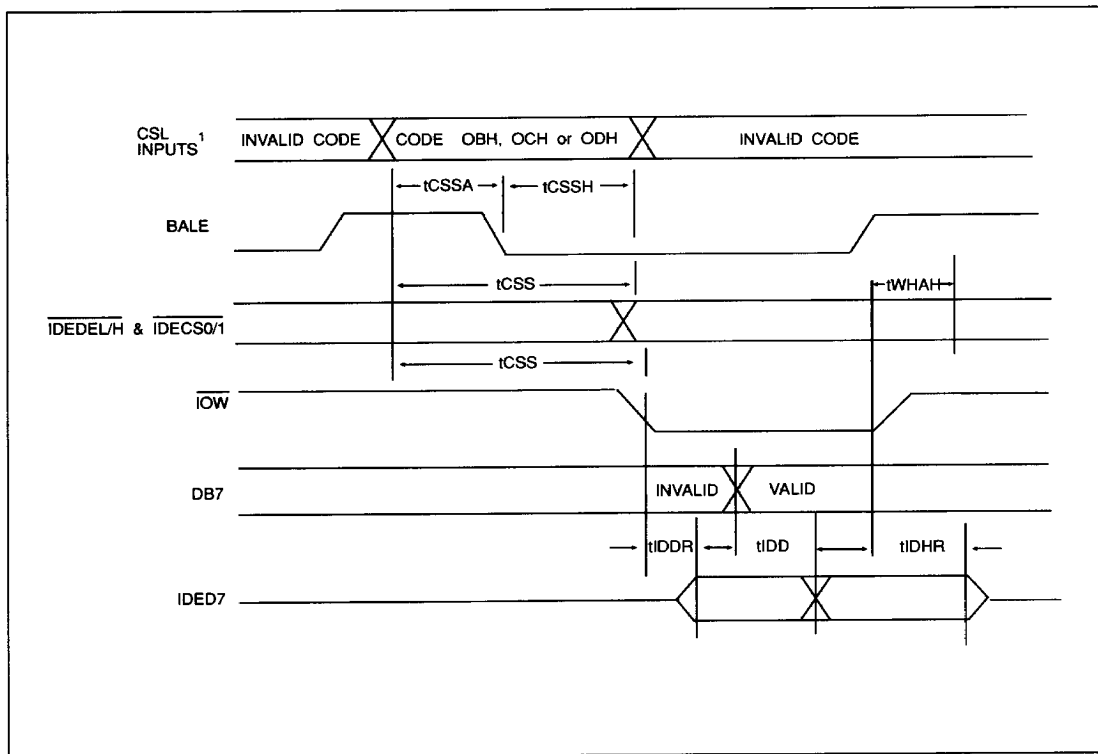 CSL INPUTS¹
INVALID CODE
CODE OBH, OCH or ODH
INVALID CODE
tCSSA
tCSSH
BALE
tCSS
tWHAH
IDEDEL/H & IDECS0/1
tCSS
IOW
DB7
INVALID
VALID
tIDDR
tIDD
tIDHR
IDED7